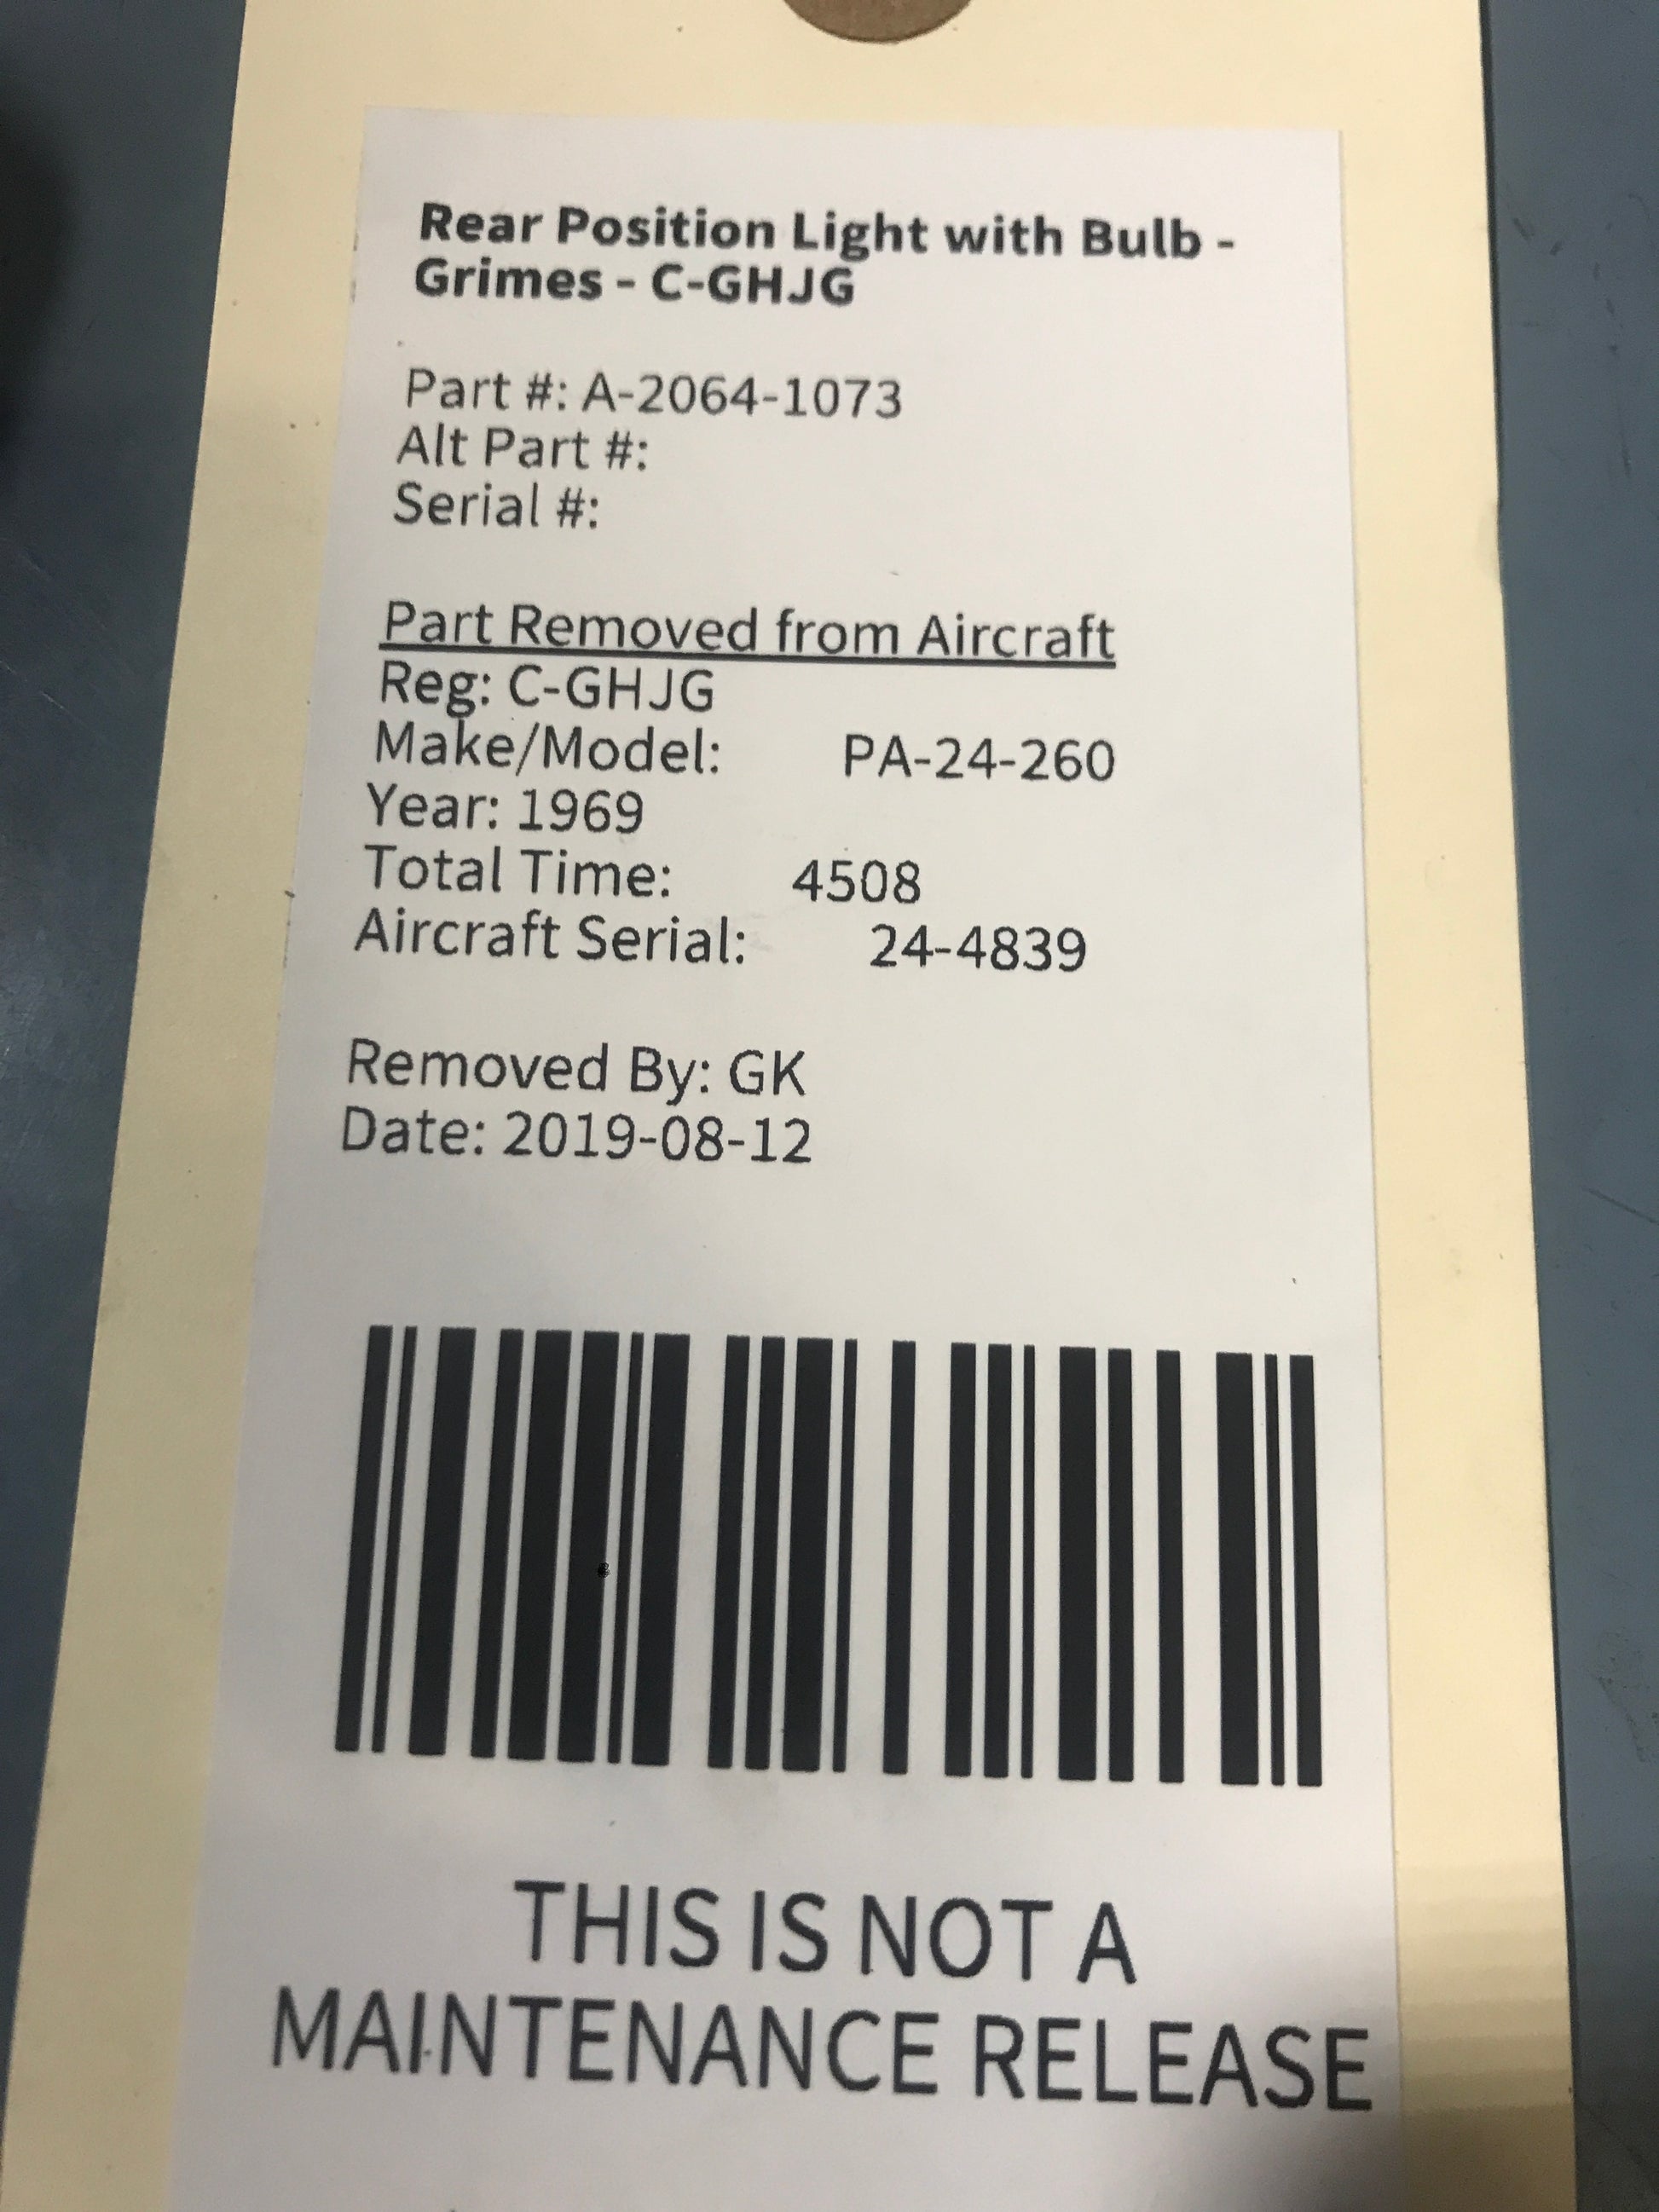 Rear Position Light with Bulb -
Grimes - C-GHJG
Part #: A-2064-1073
Alt Part #:
Serial #:
Part Removed from Aircraft
Reg: C-GHJG
Make/Model: PA-24-260
Year: 1969
Total Time: 4508
Aircraft Serial: 24-4839
Removed By: GK
Date: 2019-08-12
THIS IS NOT A
MAINTENANCE RELEASE